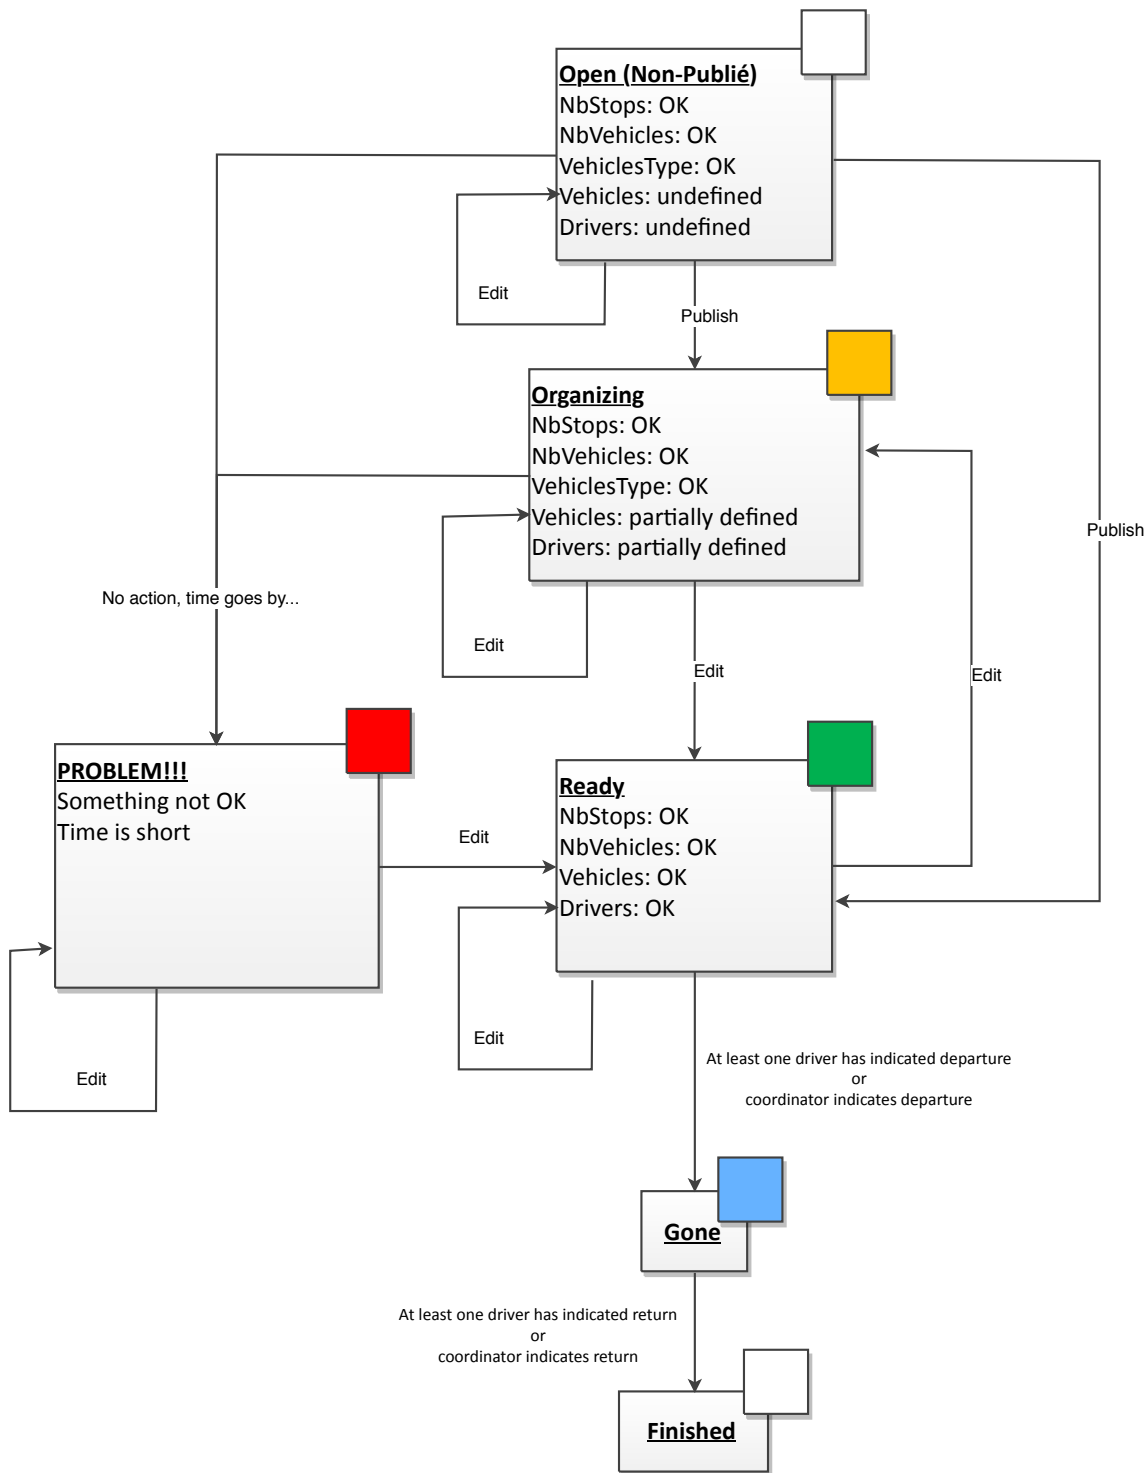 Open (Non-Publié)
NbStops: OK
NbVehicles: OK
VehiclesType: OK
Vehicles: undefined
Drivers: undefined
Edit
Publish
Organizing
NbStops: OK
NbVehicles: OK
VehiclesType: OK
Vehicles: partially defined
Drivers: partially defined
Publish
No action, time goes by...
Edit
Edit
Edit
PROBLEM!!!
Something not OK
Time is short
Edit
Ready
NbStops: OK
NbVehicles: OK
Vehicles: OK
Drivers: OK
Edit
Edit
At least one driver has indicated departure
or
coordinator indicates departure
Gone
At least one driver has indicated return
or
coordinator indicates return
Finished